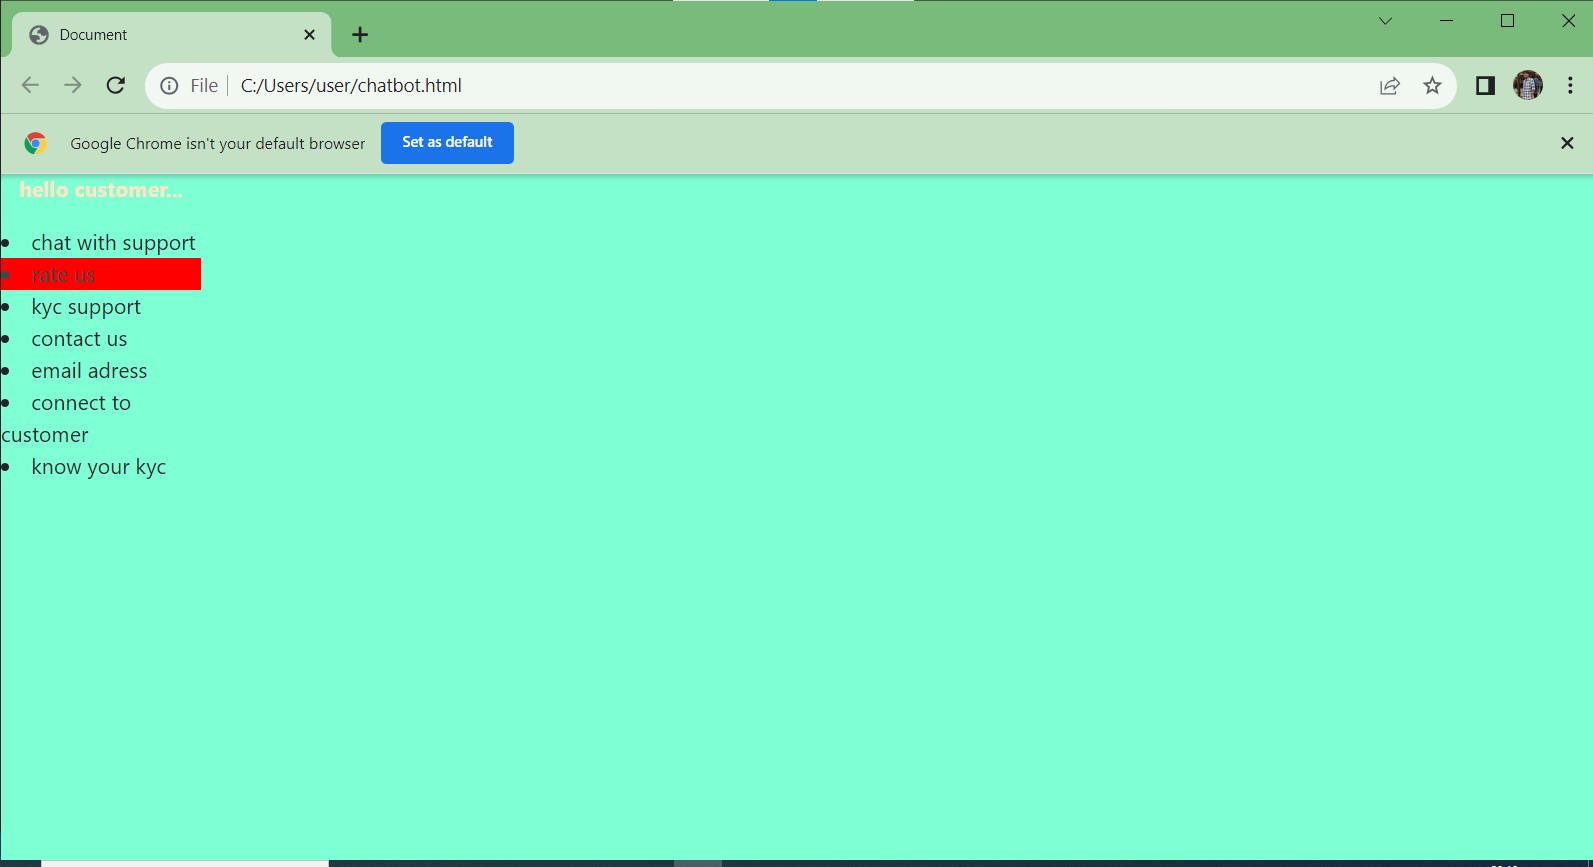 Document
File
C:/Users/user/chatbot.html
Google Chrome isn't your default browser
Set as default
hello customer...
chat with support
rate us
kyc support
contact us
email adress
connect to
customer
know your kyc